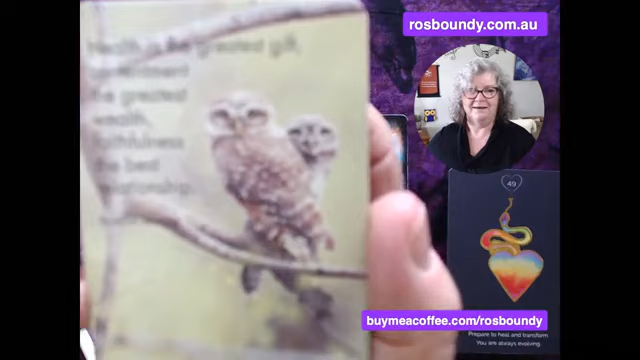 rosboundy.com.au
Health is the greatest gift,
contentment
the greatest
wealth,
faithfulness
the best
relationship.
49
buymeacoffee.com/rosboundy
Prepare to heal and transform
You are always evolving.